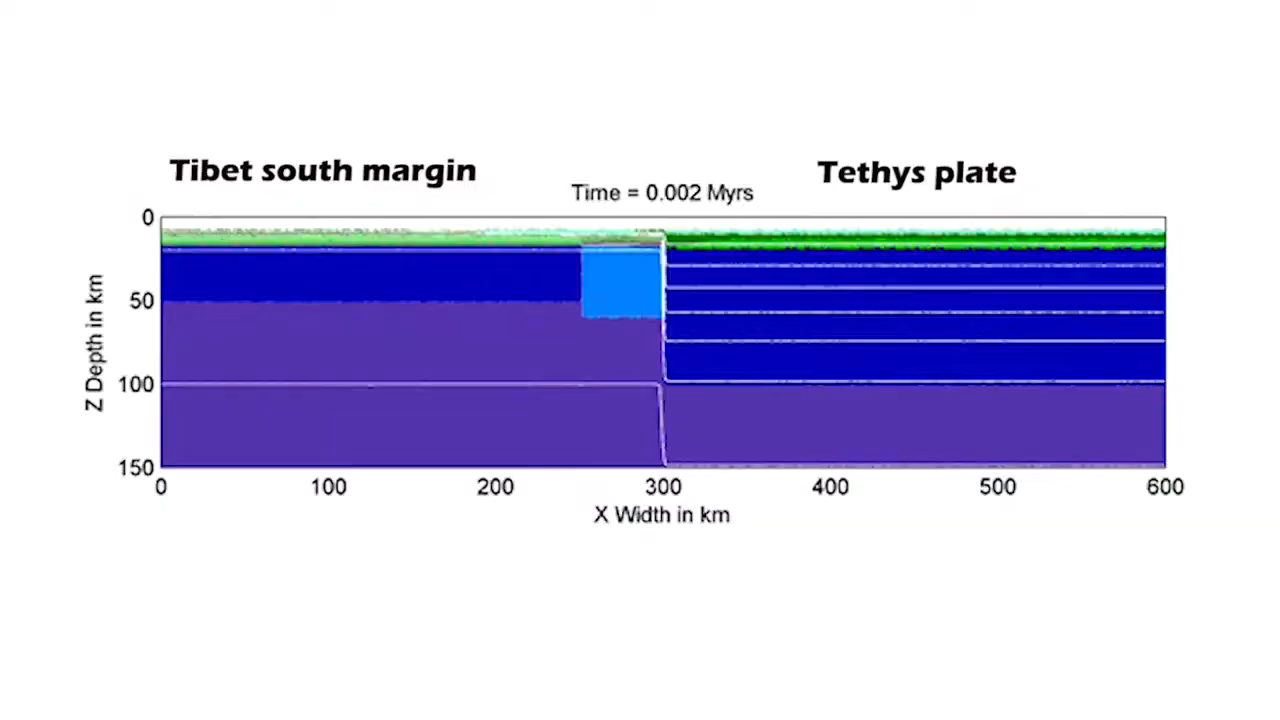 Tibet south margin
Tethys plate
Time = 0.002 Myrs
0
50
100
150
Z Depth in km
0 100 200 300 400 500 600
X Width in km